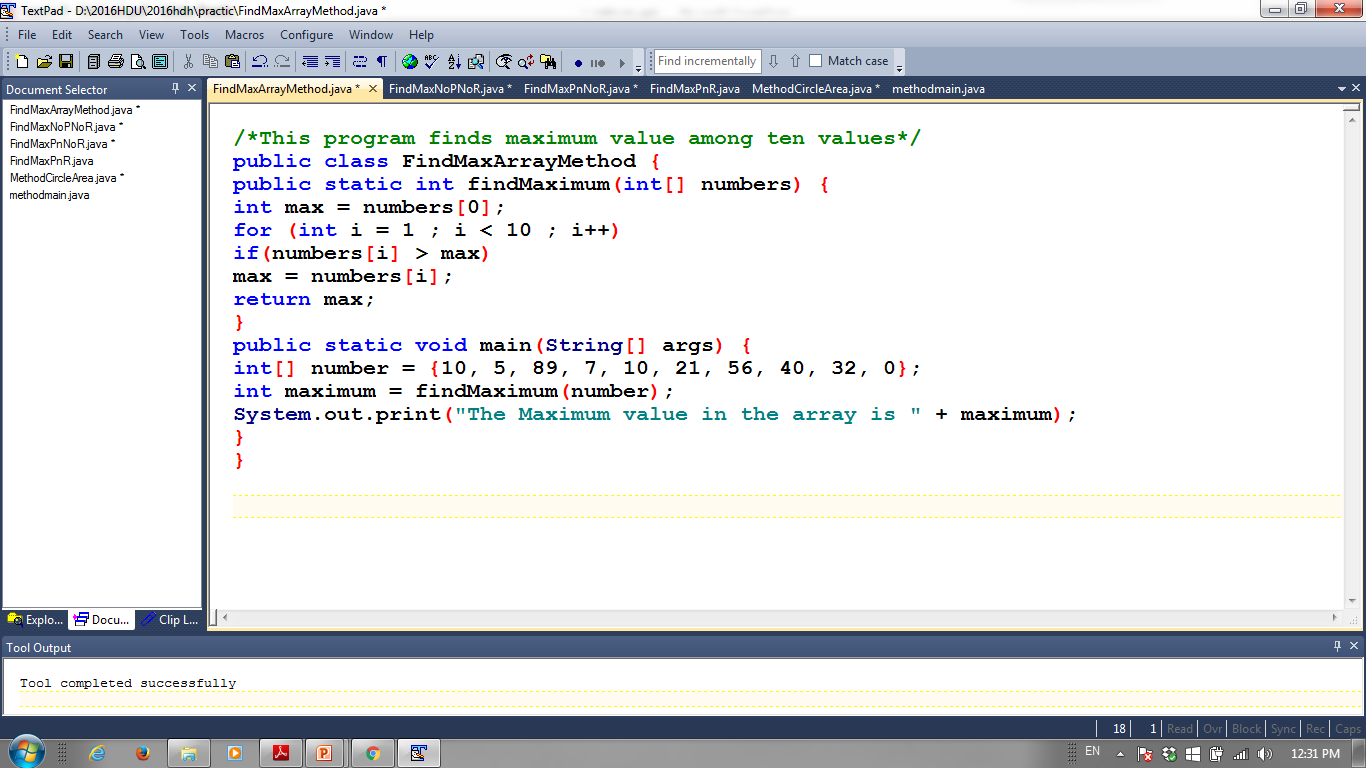 TextPad - D:\2016HDU\2016hdh\practic\FindMaxArrayMethod.java *
File Edit Search View Tools Macros Configure Window Help
Find incrementally Match case
Document Selector
FindMaxArrayMethod.java *
FindMaxNoPNoR.java *
FindMaxPnNoR.java *
FindMaxPnR.java
MethodCircleArea.java *
methodmain.java
Explo... Docu... Clip L...
FindMaxArrayMethod.java * FindMaxNoPNoR.java * FindMaxPnNoR.java * FindMaxPnR.java MethodCircleArea.java * methodmain.java
/*This program finds maximum value among ten values*/
public class FindMaxArrayMethod {
public static int findMaximum(int[] numbers) {
int max = numbers[0];
for (int i = 1 ; i < 10 ; i++)
if(numbers[i] > max)
max = numbers[i];
return max;
}
public static void main(String[] args) {
int[] number = {10, 5, 89, 7, 10, 21, 56, 40, 32, 0};
int maximum = findMaximum(number);
System.out.print("The Maximum value in the array is " + maximum);
}
}
Tool Output
Tool completed successfully
18 1 Read Ovr Block Sync Rec Caps
EN 12:31 PM